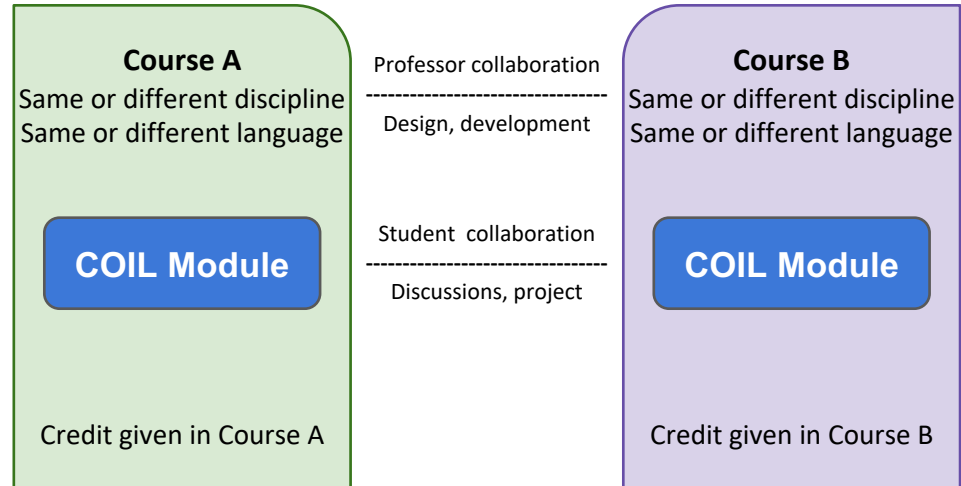 Course A
Same or different discipline
Same or different language
COIL Module
Credit given in Course A
Professor collaboration
--------------------------------
Design, development
Student collaboration
--------------------------------
Discussions, project
Course B
Same or different discipline
Same or different language
COIL Module
Credit given in Course B